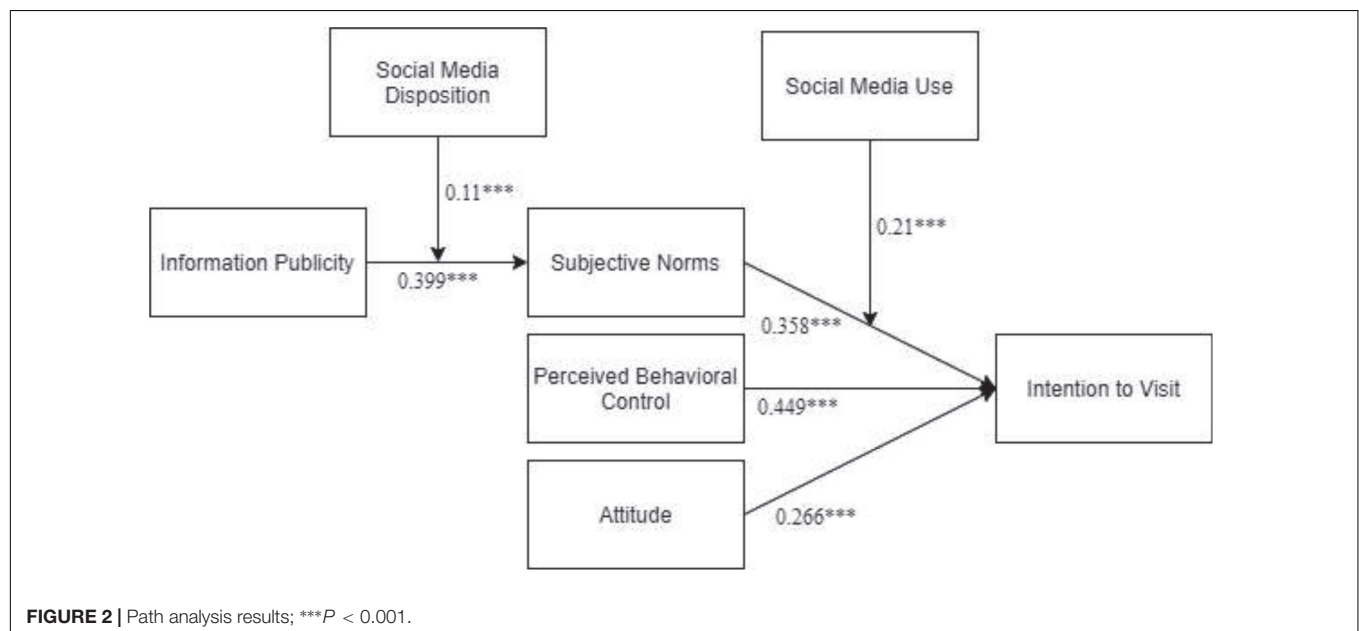 Social Media
Disposition
Social Media Use
0.11***
0.21***
Information Publicity
0.399***
Subjective Norms
0.358***
Perceived Behavioral
Control
0.449***
Intention to Visit
Attitude
0.266***
FIGURE 2 | Path analysis results; ***P < 0.001.